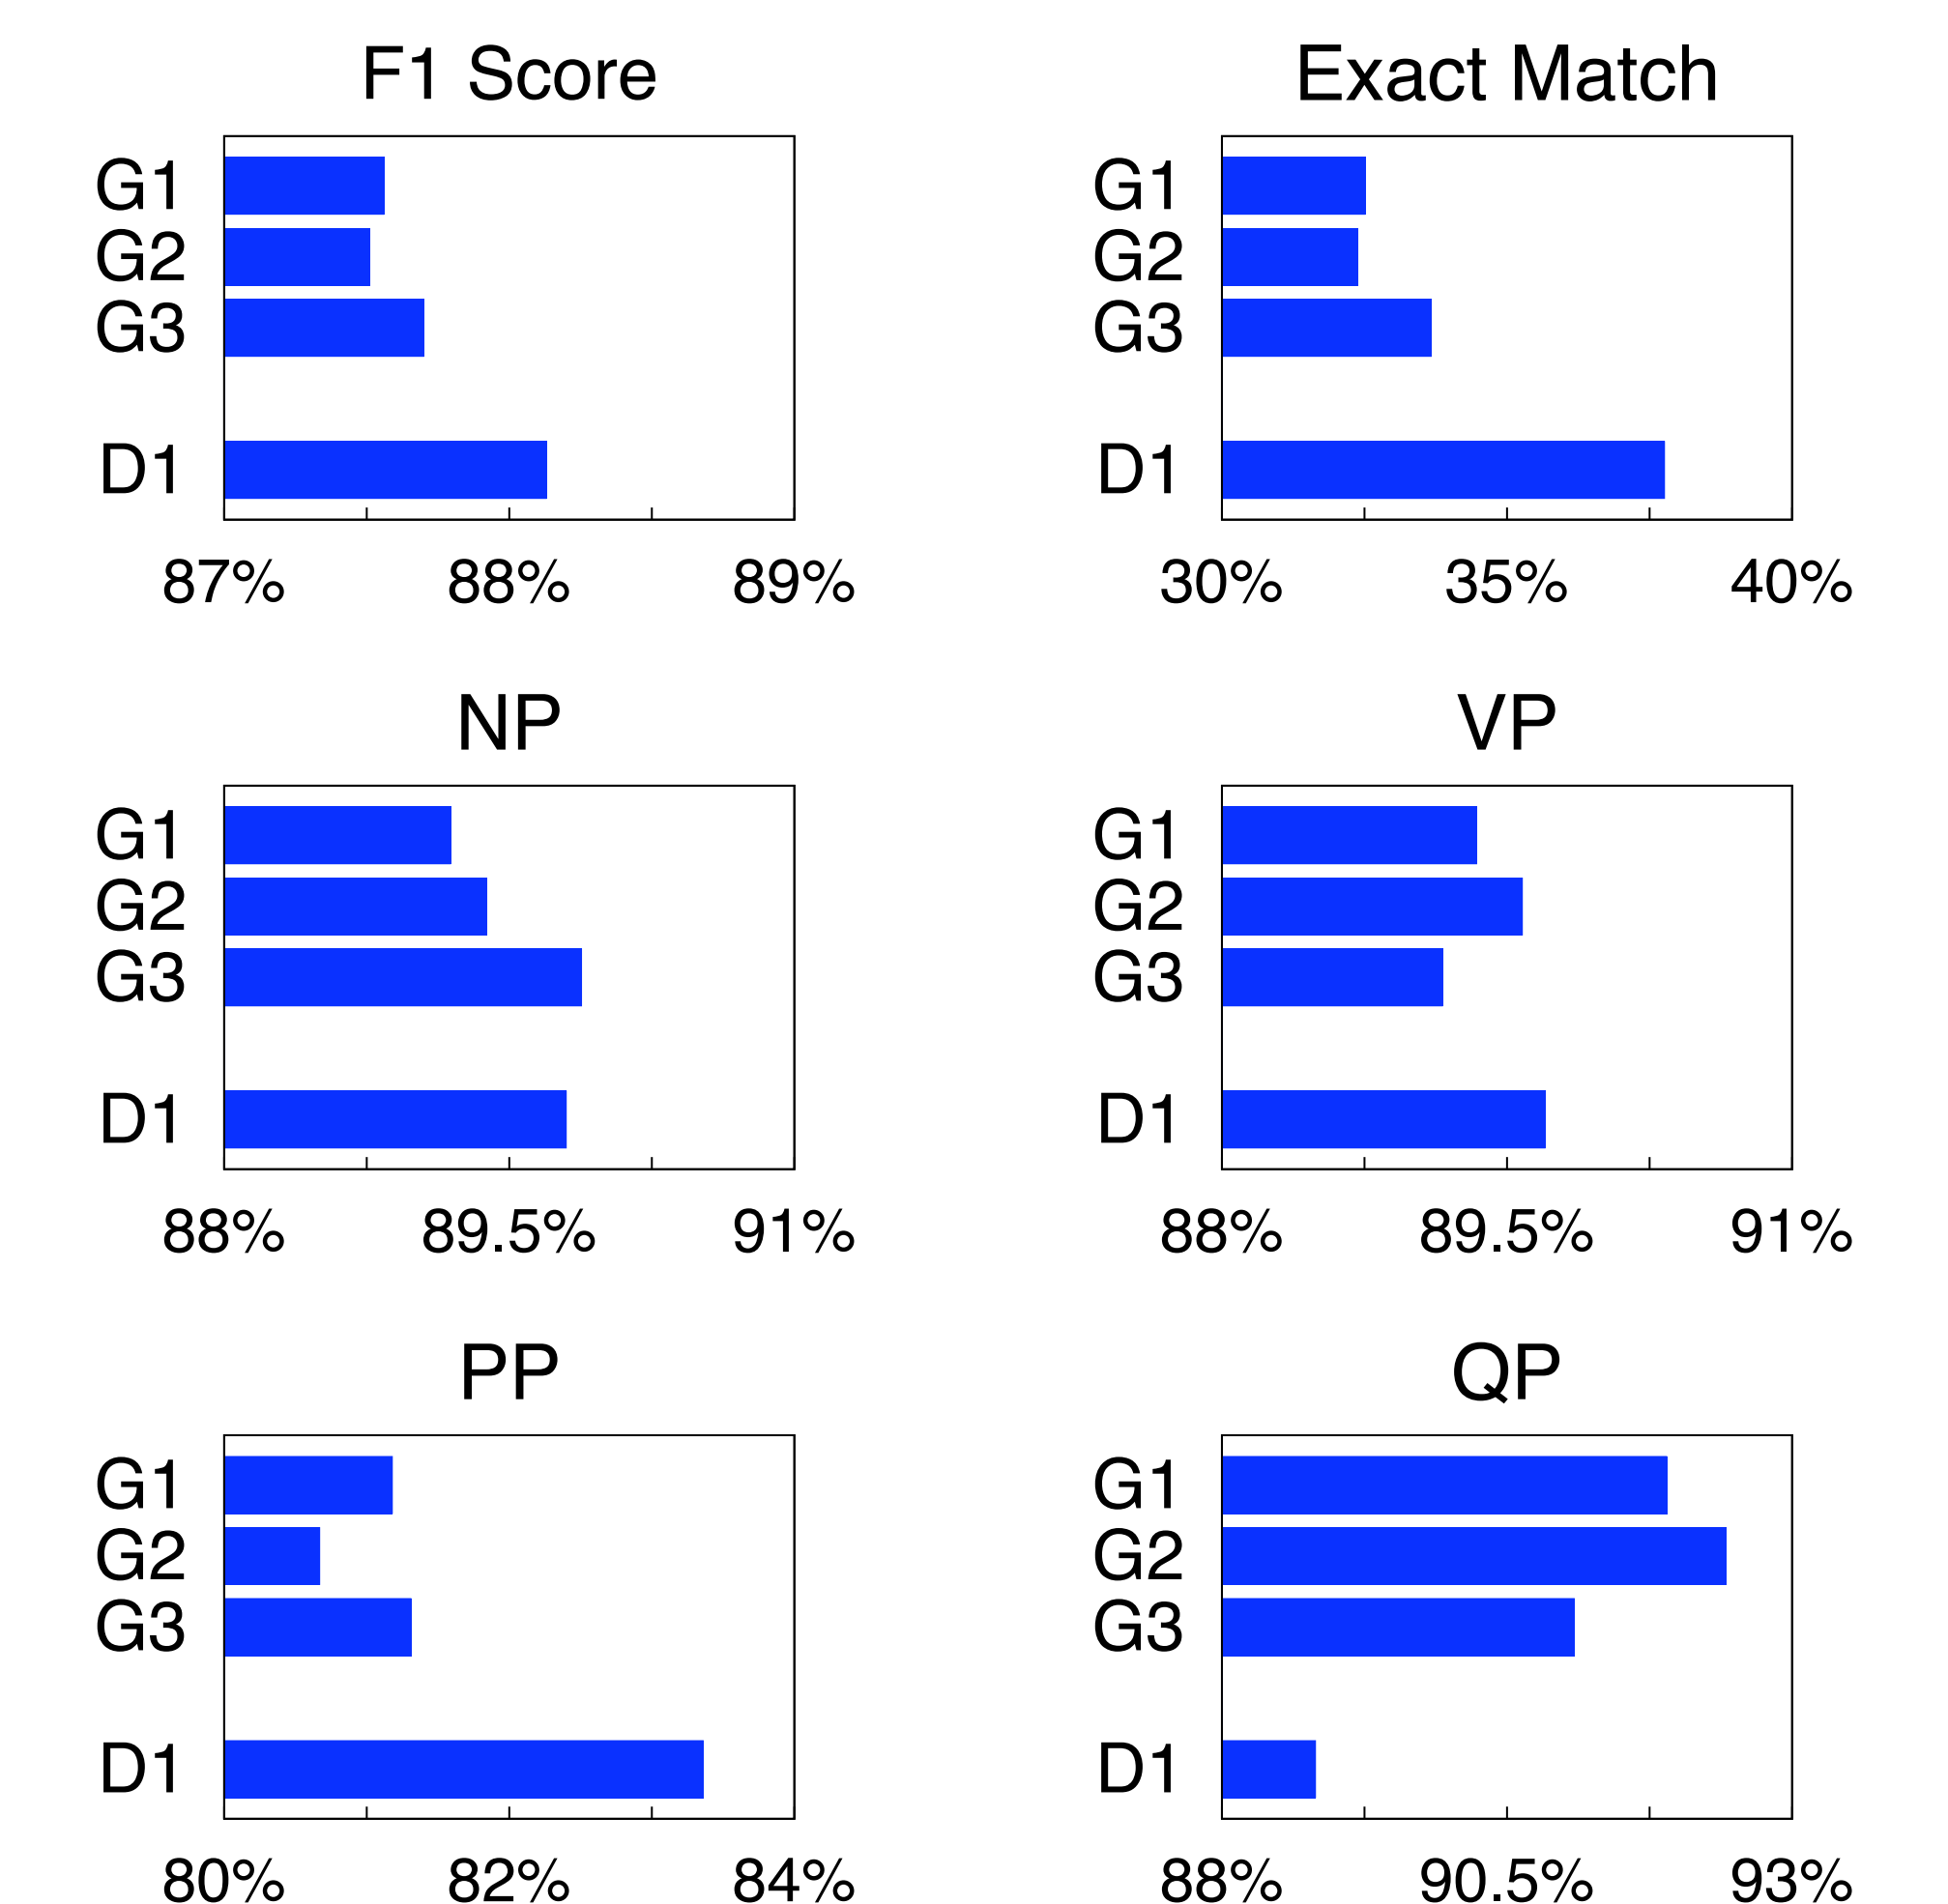 F1 Score
G1
G2
G3
D1
87% 88% 89%
Exact Match
G1
G2
G3
D1
30% 35% 40%
NP
G1
G2
G3
D1
88% 89.5% 91%
VP
G1
G2
G3
D1
88% 89.5% 91%
PP
G1
G2
G3
D1
80% 82% 84%
QP
G1
G2
G3
D1
88% 90.5% 93%